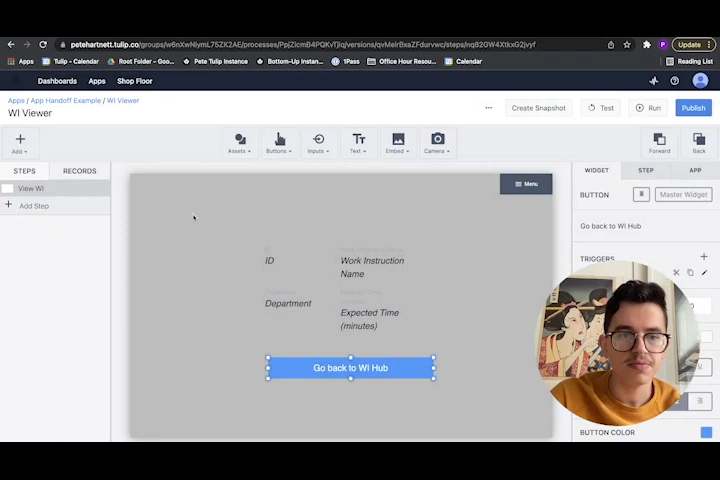 petehartnett.tulip.co/groups/w6nXwNlymL75ZK2AE/processes/PpjZicmB4PQKvTjiq/versions/qvMeirBxaZFdurvwc/steps/nq82GW4XtkxG2jvyf
Update
Apps
Tulip - Calendar
Root Folder - Goo...
Pete Tulip Instance
Bottom-Up Instan...
1Pass
Office Hour Resou...
Calendar
Reading List
Dashboards
Apps
Shop Floor
Apps / App Handoff Example / WI Viewer
WI Viewer
Create Snapshot
Test
Run
Publish
Add
Assets
Buttons
Inputs
Text
Embed
Camera
Forward
Back
STEPS
RECORDS
WIDGET
STEP
APP
View WI
Add Step
Menu
BUTTON
Master Widget
Go back to WI Hub
TRIGGERS
ID
Work Instruction
Name
Department
Expected Time
(minutes)
Go back to WI Hub
BUTTON COLOR